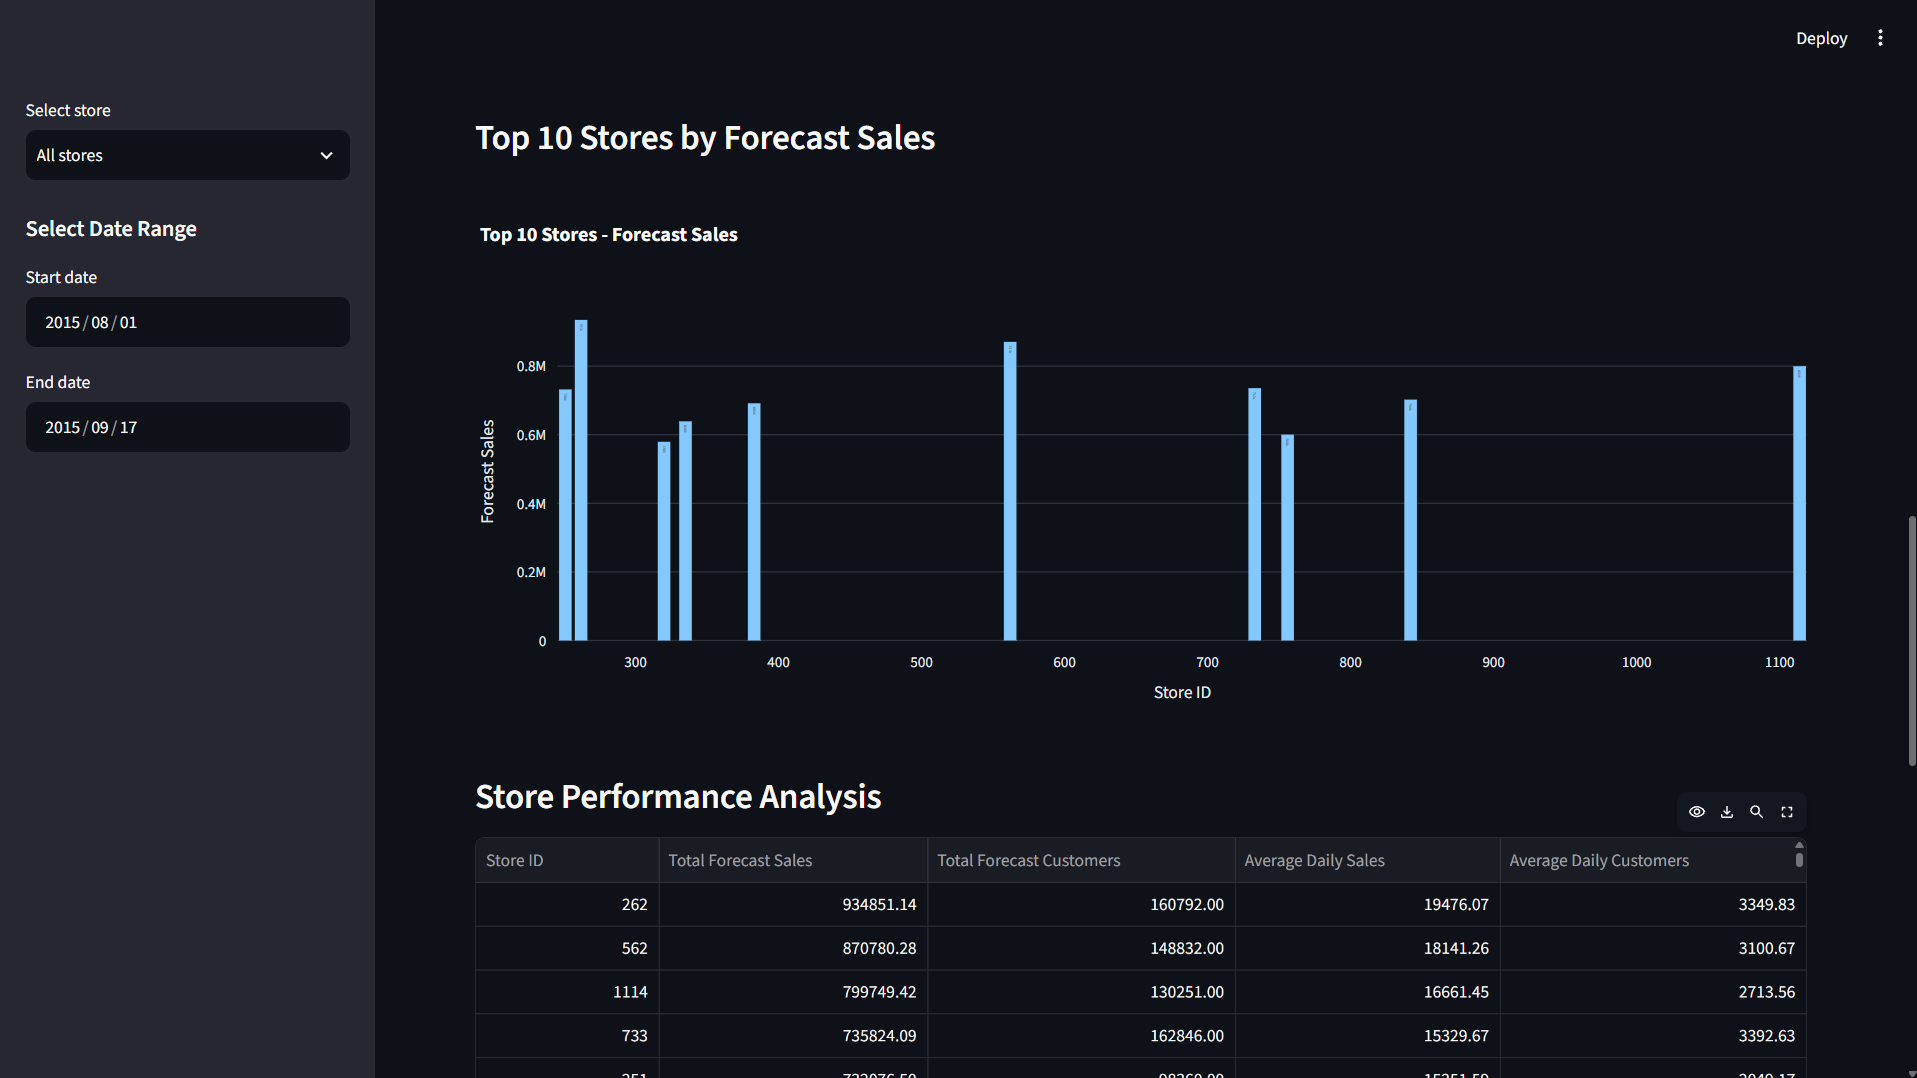 Deploy
Select store
All stores
Select Date Range
Start date
2015/08/01
End date
2015/09/17
Top 10 Stores by Forecast Sales
Top 10 Stores - Forecast Sales
Forecast Sales
0.8M
0.6M
0.4M
0.2M
0
300 400 500 600 700 800 900 1000 1100
Store ID
Store Performance Analysis
Store ID Total Forecast Sales Total Forecast Customers Average Daily Sales Average Daily Customers
262 934851.14 160792.00 19476.07 3349.83
562 870780.28 148832.00 18141.26 3100.67
1114 799749.42 130251.00 16661.45 2713.56
733 735824.09 162846.00 15329.67 3392.63